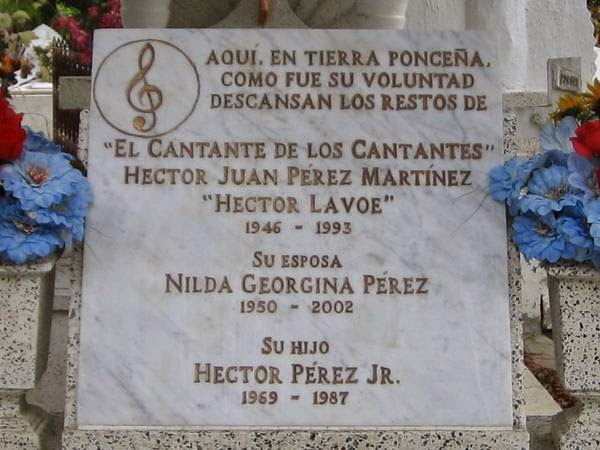 AQUÍ, EN TIERRA PONCEÑA,
COMO FUE SU VOLUNTAD
DESCANSAN LOS RESTOS DE
"EL CANTANTE DE LOS CANTANTES"
HECTOR JUAN PÉREZ MARTÍNEZ
"HECTOR LAVOE"
1946 - 1993
SU ESPOSA
NILDA GEORGINA PÉREZ
1950 - 2002
SU HIJO
HECTOR PÉREZ JR.
1969 - 1987